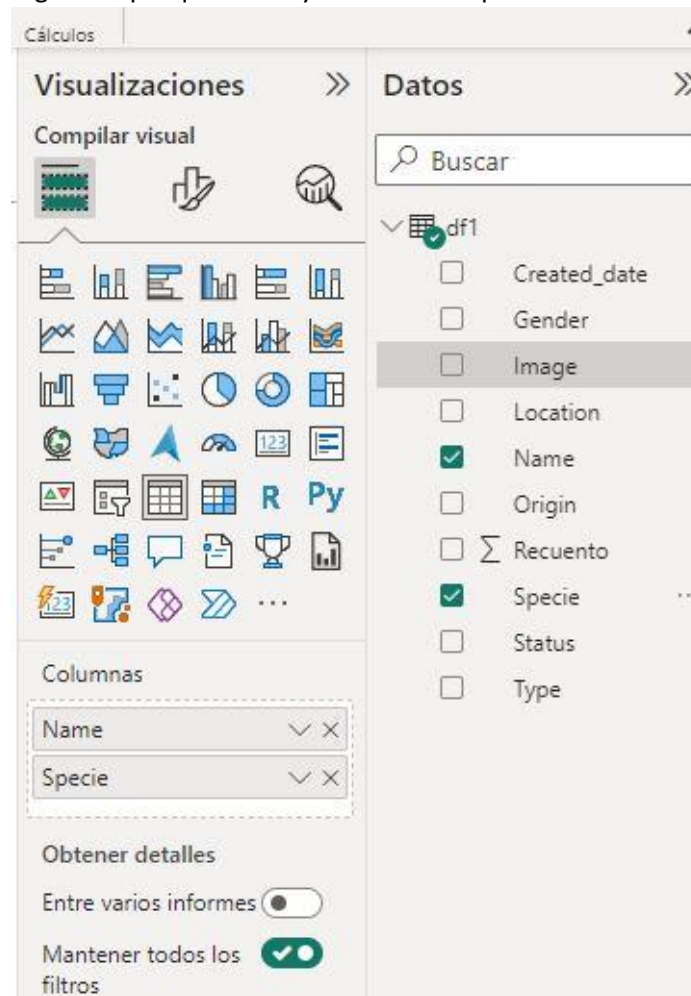 Cálculos
Visualizaciones
Compilar visual
123
R
Py
123
Columnas
Name
Specie
Obtener detalles
Entre varios informes
Mantener todos los
filtros
Datos
Buscar
df1
Created_date
Gender
Image
Location
Name
Origin
Recuento
Specie
Status
Type